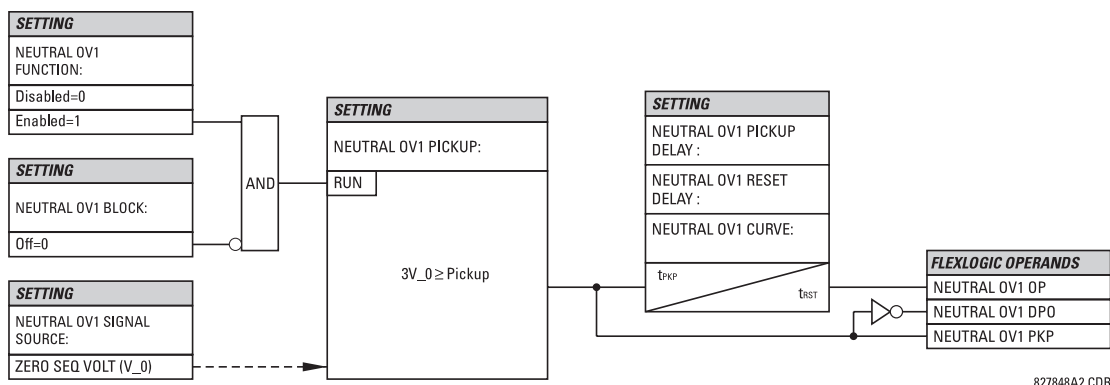 SETTING
NEUTRAL OV1
FUNCTION:
Disabled=0
Enabled=1
SETTING
NEUTRAL OV1 BLOCK:
Off=0
SETTING
NEUTRAL OV1 SIGNAL
SOURCE:
ZERO SEQ VOLT (V_0)
AND
SETTING
NEUTRAL OV1 PICKUP:
RUN
3V_0 ≥ Pickup
SETTING
NEUTRAL OV1 PICKUP
DELAY :
NEUTRAL OV1 RESET
DELAY :
NEUTRAL OV1 CURVE:
tPKP
tRST
FLEXLOGIC OPERANDS
NEUTRAL OV1 OP
NEUTRAL OV1 DPO
NEUTRAL OV1 PKP
827848A2.CDR